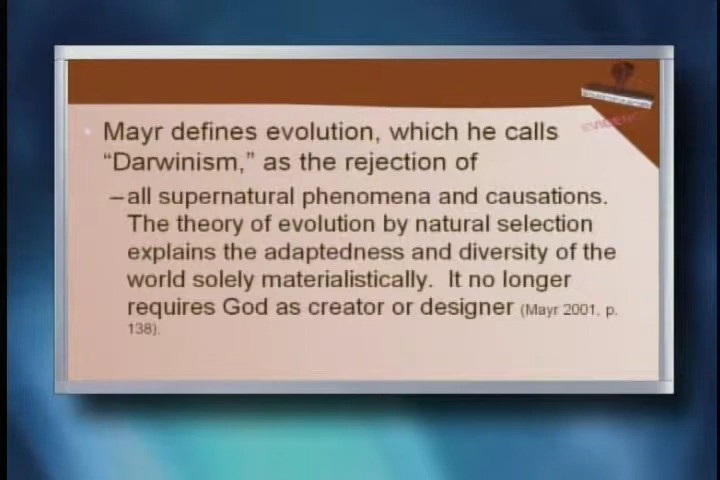 Mayr defines evolution, which he calls
“Darwinism,” as the rejection of
–all supernatural phenomena and causations.
The theory of evolution by natural selection
explains the adaptedness and diversity of the
world solely materialistically. It no longer
requires God as creator or designer (Mayr 2001, p.
138).